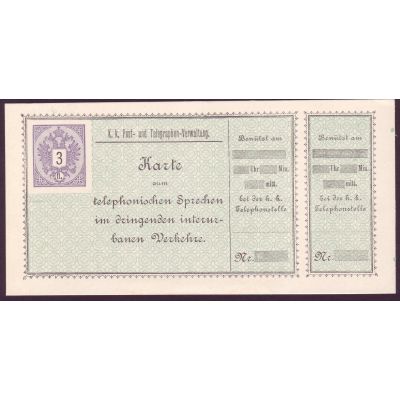 K. k. Post- und Telegraphen-Verwaltung.
3
fl.
Karte
zum
telephonischen Sprechen
im dringenden interur-
banen Verkehre.
Benützt am
Uhr Min.
mitt.
bei der k. k.
Telephonstelle
Nr.
Benützt am
Uhr Min.
mitt.
bei der k. k.
Telephonstelle
Nr.